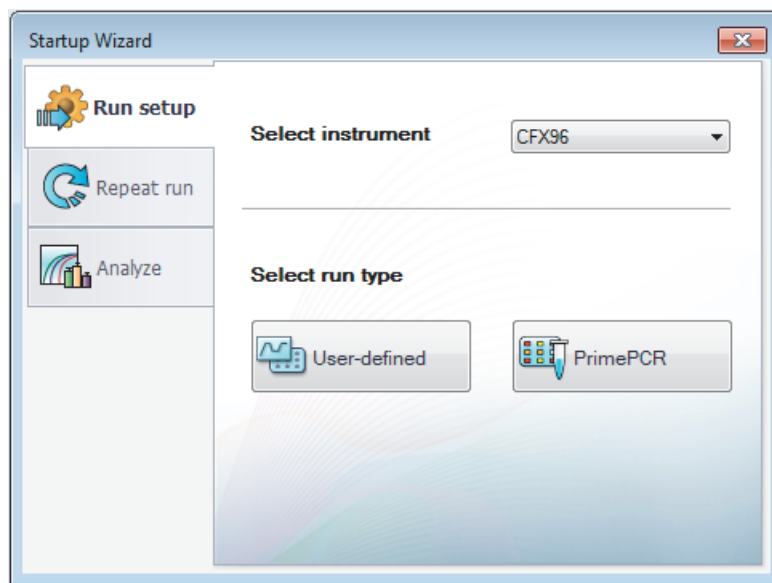 Startup Wizard
Run setup
Select instrument
CFX96
Repeat run
Analyze
Select run type
User-defined
PrimePCR